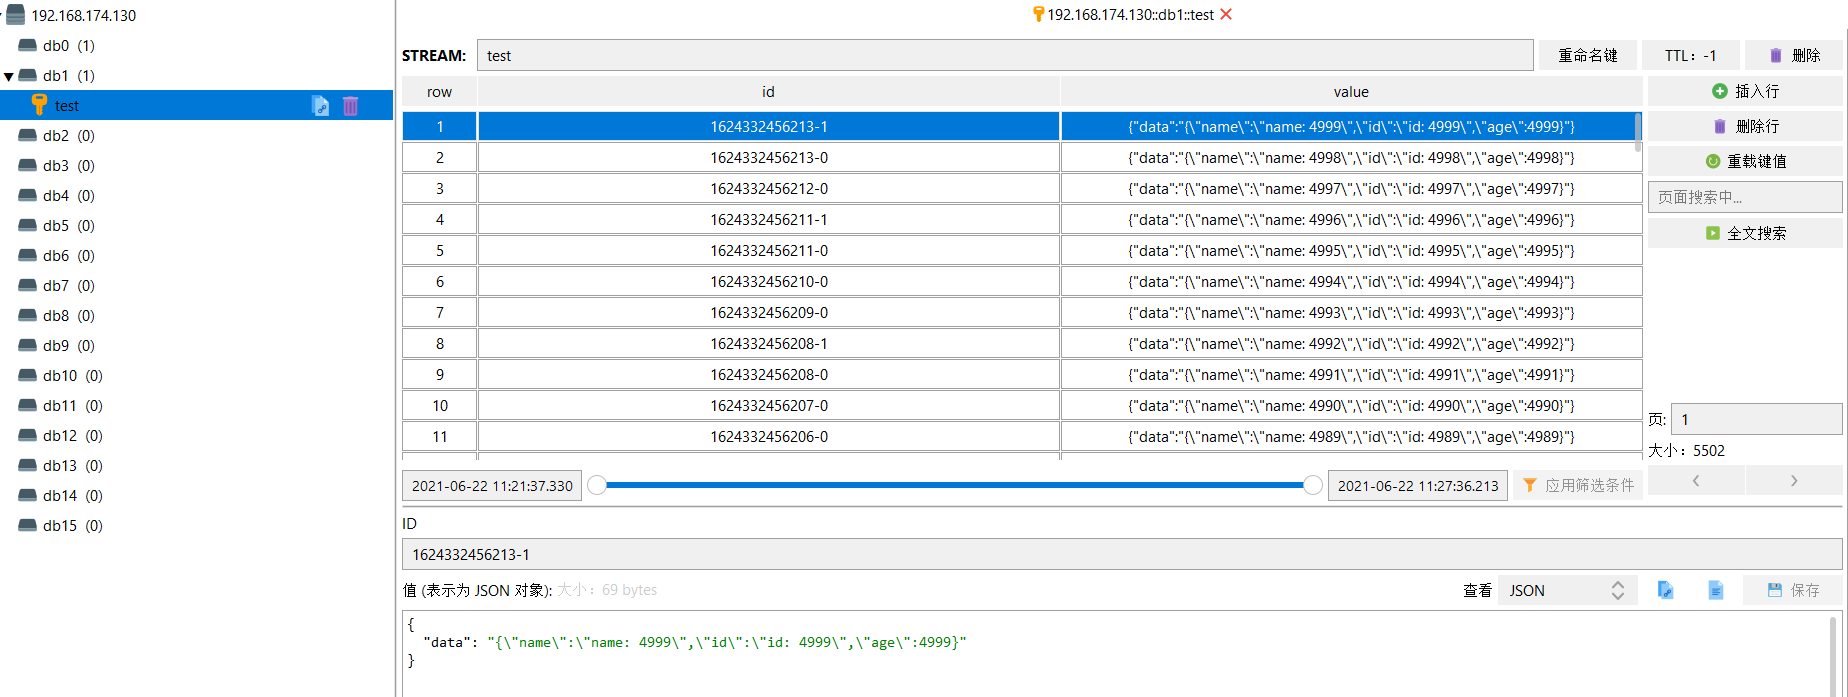 192.168.174.130
db0 (1)
db1 (1)
test
db2 (0)
db3 (0)
db4 (0)
db5 (0)
db6 (0)
db7 (0)
db8 (0)
db9 (0)
db10 (0)
db11 (0)
db12 (0)
db13 (0)
db14 (0)
db15 (0)
192.168.174.130::db1::test
STREAM: test 重命名键 TTL：-1 删除
row id value
1 1624332456213-1 {"data":"{\"name\":\"name: 4999\",\"id\":\"id: 4999\",\"age\":4999}"}
2 1624332456213-0 {"data":"{\"name\":\"name: 4998\",\"id\":\"id: 4998\",\"age\":4998}"}
3 1624332456212-0 {"data":"{\"name\":\"name: 4997\",\"id\":\"id: 4997\",\"age\":4997}"}
4 1624332456211-1 {"data":"{\"name\":\"name: 4996\",\"id\":\"id: 4996\",\"age\":4996}"}
5 1624332456211-0 {"data":"{\"name\":\"name: 4995\",\"id\":\"id: 4995\",\"age\":4995}"}
6 1624332456210-0 {"data":"{\"name\":\"name: 4994\",\"id\":\"id: 4994\",\"age\":4994}"}
7 1624332456209-0 {"data":"{\"name\":\"name: 4993\",\"id\":\"id: 4993\",\"age\":4993}"}
8 1624332456208-1 {"data":"{\"name\":\"name: 4992\",\"id\":\"id: 4992\",\"age\":4992}"}
9 1624332456208-0 {"data":"{\"name\":\"name: 4991\",\"id\":\"id: 4991\",\"age\":4991}"}
10 1624332456207-0 {"data":"{\"name\":\"name: 4990\",\"id\":\"id: 4990\",\"age\":4990}"}
11 1624332456206-0 {"data":"{\"name\":\"name: 4989\",\"id\":\"id: 4989\",\"age\":4989}"}
插入行
删除行
重载键值
页面搜索中...
全文搜索
页: 1
大小：5502
2021-06-22 11:21:37.330 2021-06-22 11:27:36.213 应用筛选条件
ID
1624332456213-1
值 (表示为 JSON 对象): 大小：69 bytes 查看 JSON 保存
{
"data": "{\"name\":\"name: 4999\",\"id\":\"id: 4999\",\"age\":4999}"
}